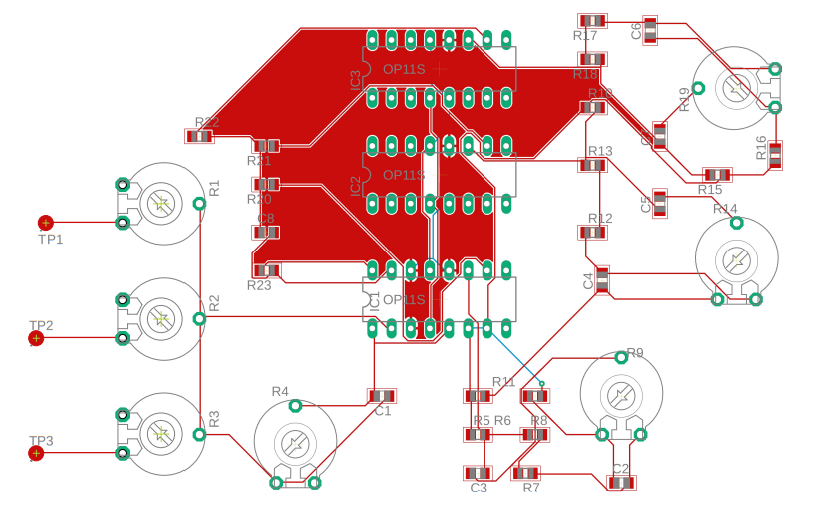 R17
C6
R18
IC3
OP11S
R19
R10
R22
R21
R16
R13
IC2
OP11S
R15
R1
R20
C5
R14
C8
R12
TP1
R23
C4
IC1
OP11S
R2
TP2
R9
R4
R11
C1
R3
R5
R6
R8
TP3
C3
R7
C2